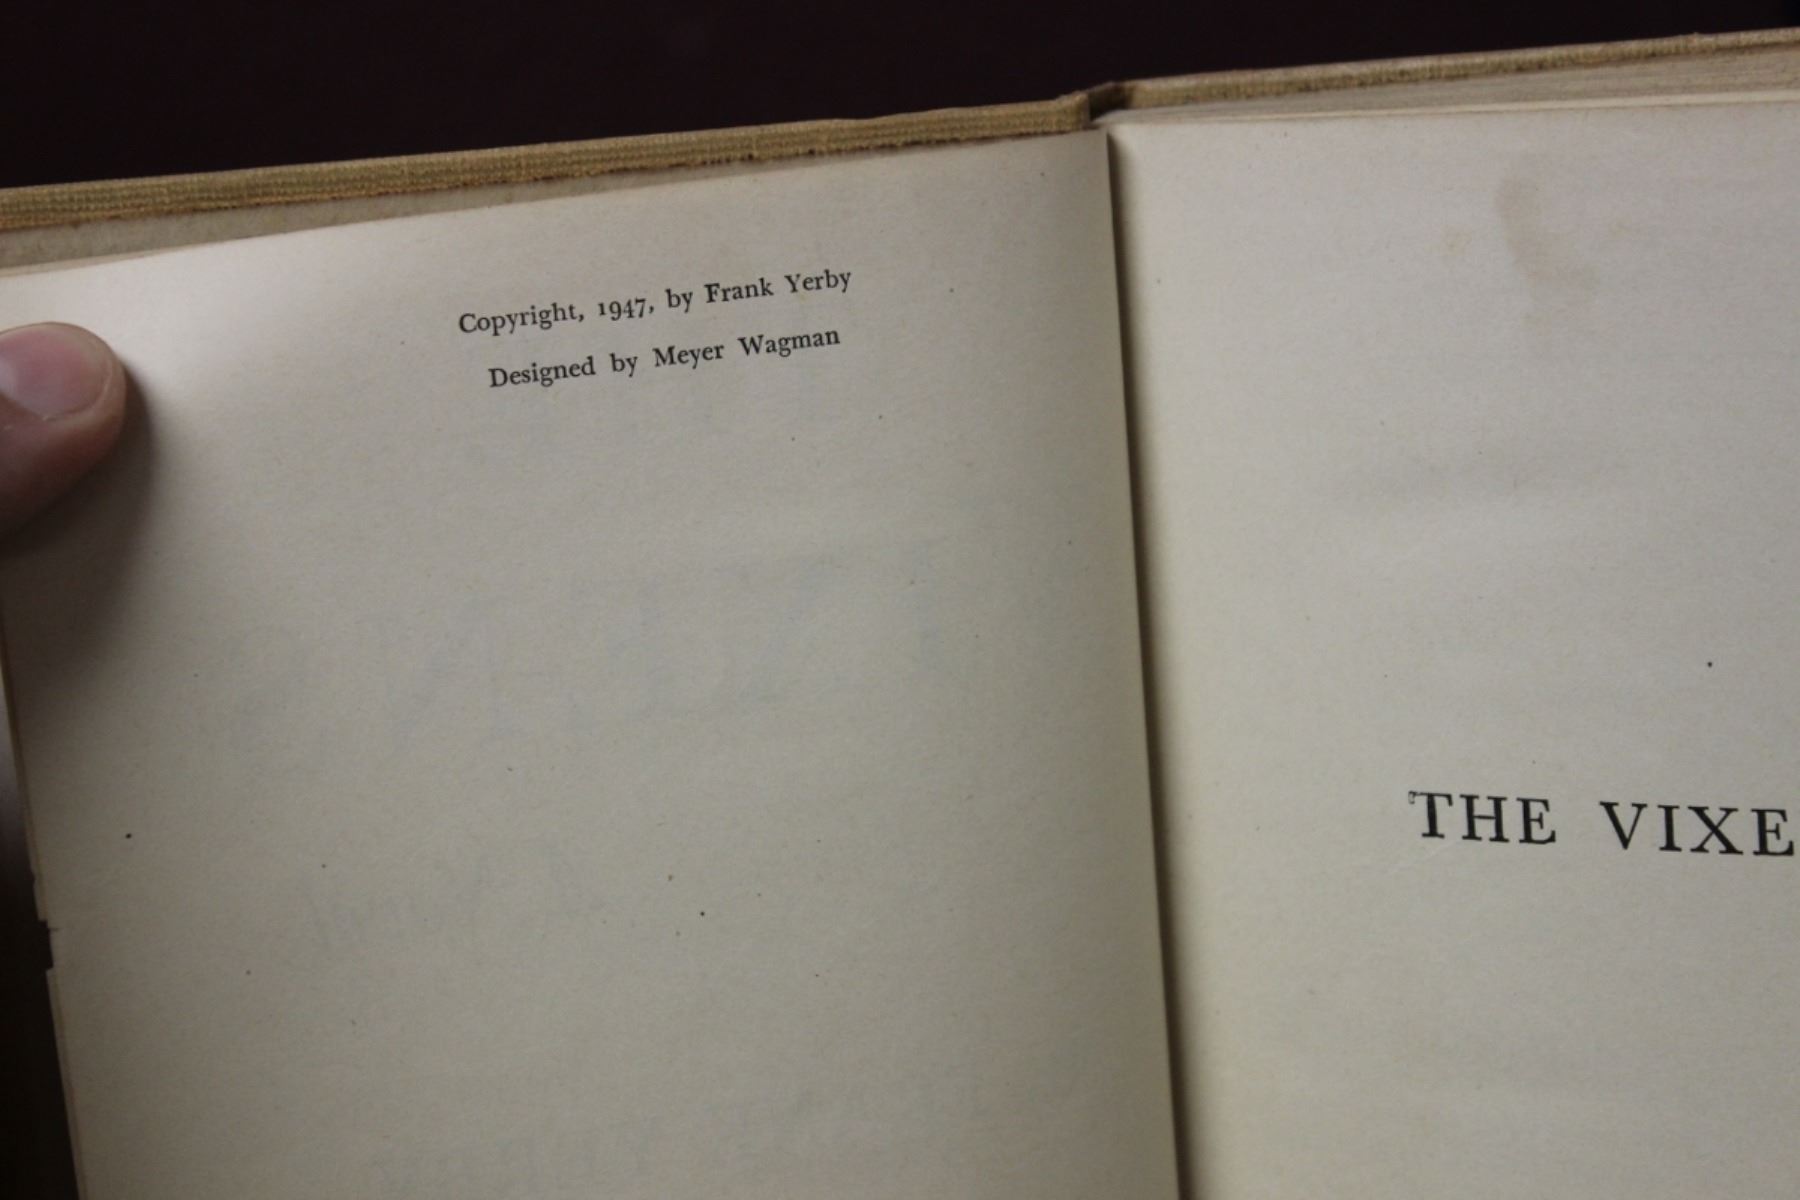 Copyright, 1947, by Frank Yerby
Designed by Meyer Wagman
THE VIXE